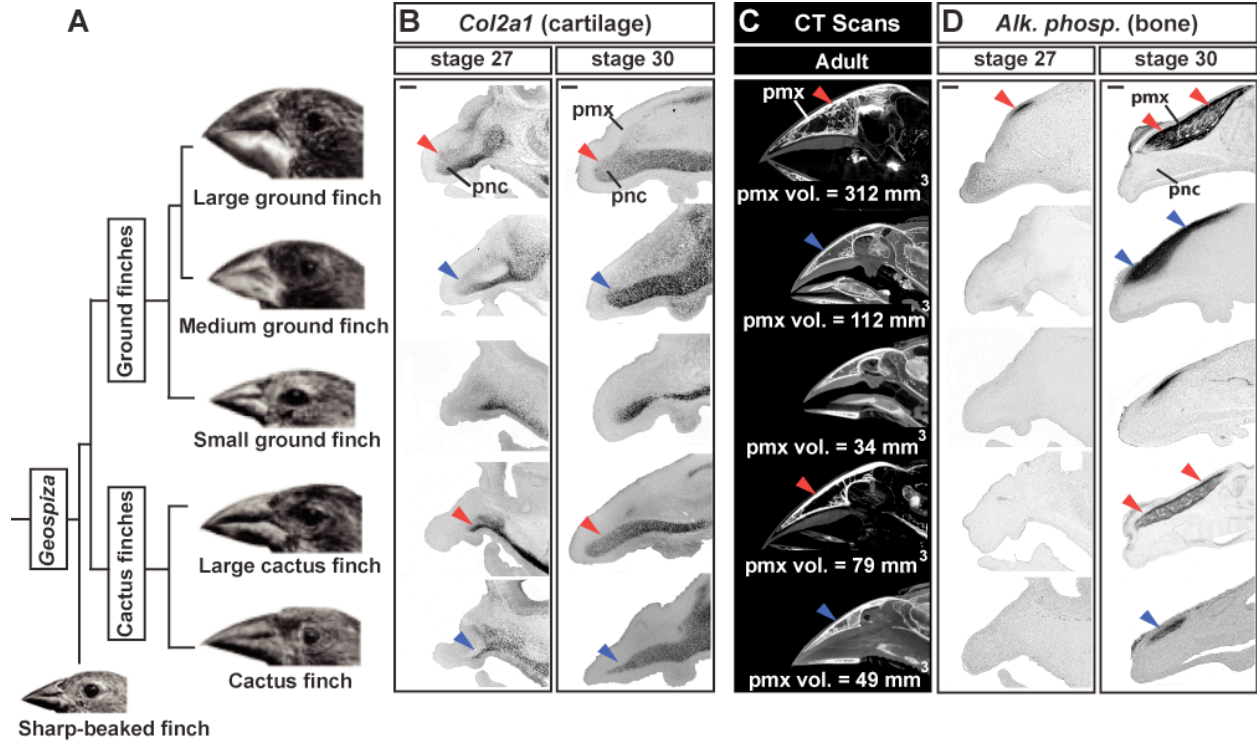 A
B
Col2a1 (cartilage)
C
CT Scans
D
Alk. phosp. (bone)
stage 27
stage 30
Adult
stage 27
stage 30
pmx
pnc
pnc
pmx
pmx vol. = 312 mm3
pmx
pnc
Large ground finch
Medium ground finch
pmx vol. = 112 mm3
Small ground finch
pmx vol. = 34 mm3
Large cactus finch
pmx vol. = 79 mm3
Cactus finch
pmx vol. = 49 mm3
Ground finches
Geospiza
Cactus finches
Sharp-beaked finch